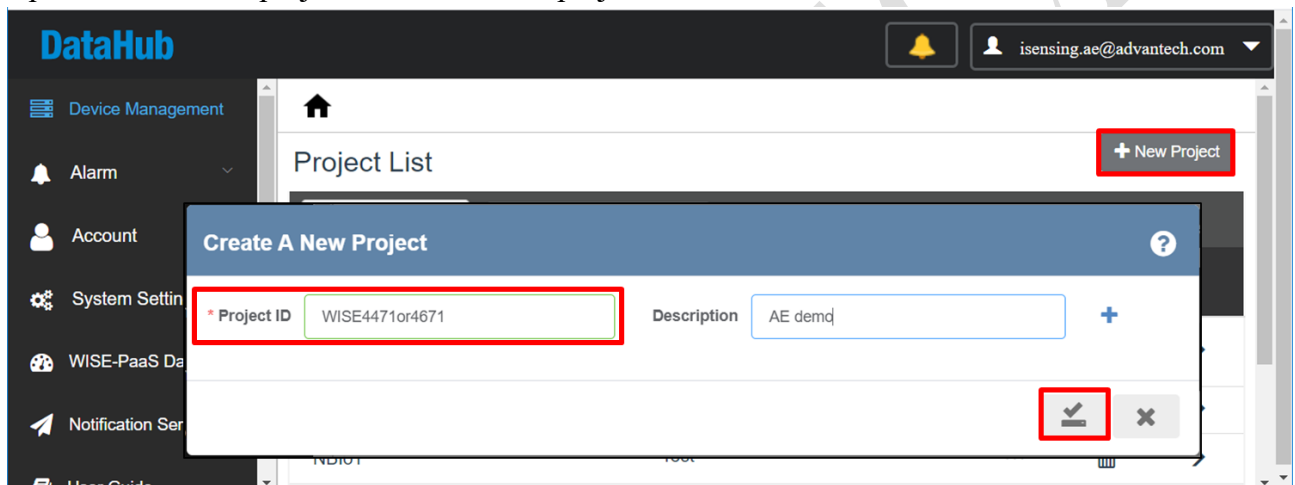 DataHub
isensing.ae@advantech.com
Device Management
Alarm
Project List
New Project
Account
Create A New Project
System Settin
* Project ID
WISE4471or4671
Description
AE demo
WISE-PaaS Da
Notification Ser